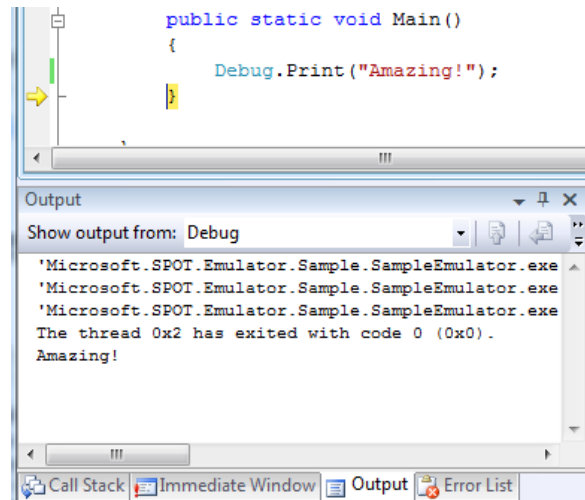 public static void Main()
{
Debug.Print("Amazing!");
}
Output
Show output from: Debug
'Microsoft.SPOT.Emulator.Sample.SampleEmulator.exe
'Microsoft.SPOT.Emulator.Sample.SampleEmulator.exe
'Microsoft.SPOT.Emulator.Sample.SampleEmulator.exe
The thread 0x2 has exited with code 0 (0x0).
Amazing!
Call Stack Immediate Window Output Error List